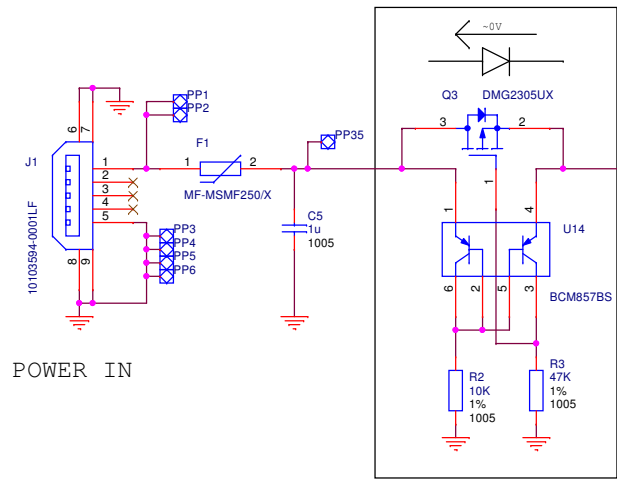 ~0V
Q3 DMG2305UX
3 2
1
PP1
PP2
PP35
6 7
J1
F1
1
2
3
4
5
1 2
MF-MSMF250/X
10103594-0001LF
8 9
PP3
PP4
PP5
PP6
C5
1u
1005
1 4
U14
6 2 5 3
BCM857BS
POWER IN
R2
10K
1%
1005
R3
47K
1%
1005